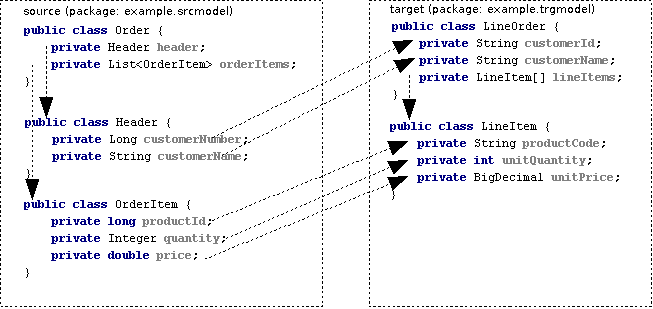 source (package: example.srcmodel)
public class Order {
private Header header;
private List<OrderItem> orderItems;
}
public class Header {
private Long customerNumber;
private String customerName;
}
public class OrderItem {
private long productId;
private Integer quantity;
private double price;
}
target (package: example.trgmodel)
public class LineOrder {
private String customerId;
private String customerName;
private LineItem[] lineItems;
}
public class LineItem {
private String productCode;
private int unitQuantity;
private BigDecimal unitPrice;
}